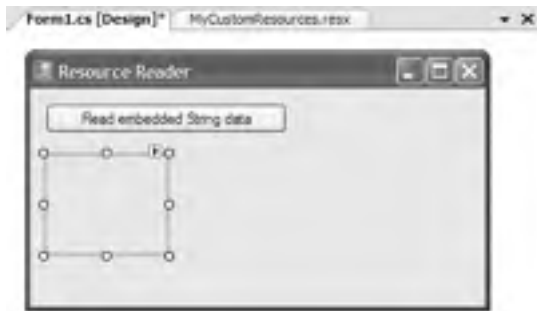 Form1.cs [Design]* MyCustomResources.resx
Resource Reader
Read embedded String data